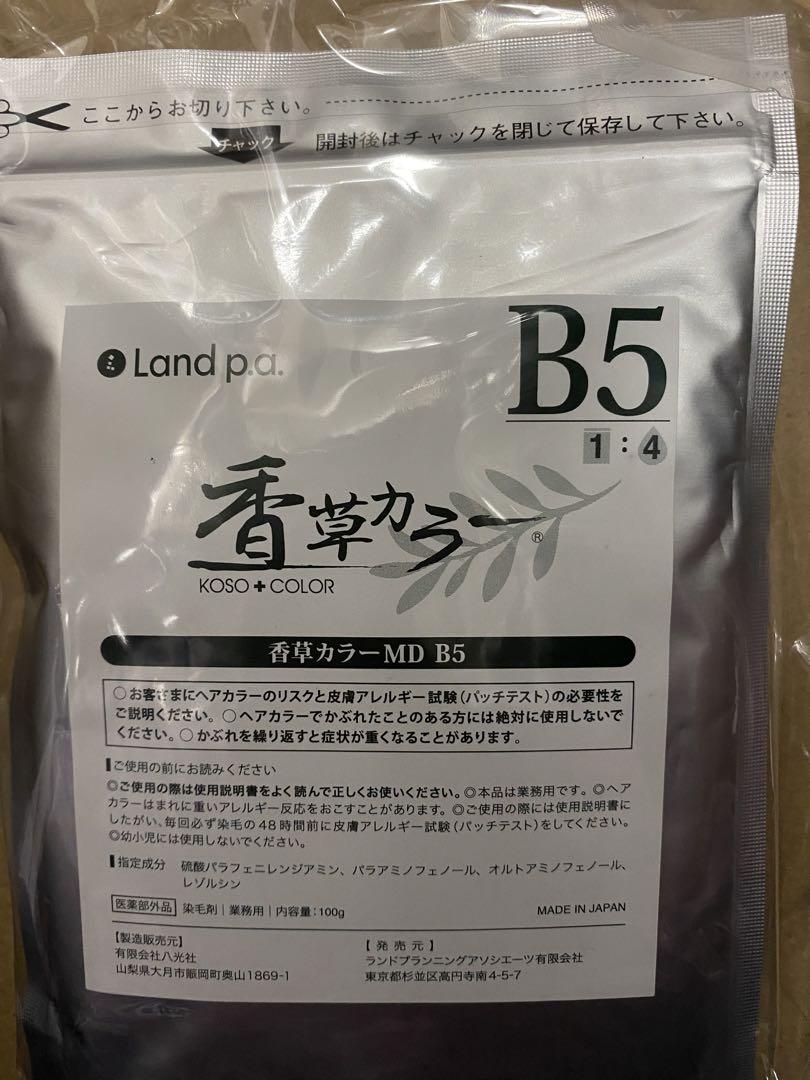 ここからお切り下さい。
チャック
開封後はチャックを閉じて保存して下さい。
Land p.a.
B5
1:4
香草カラー®
KOSO+COLOR
香草カラーMD B5
○お客さまにヘアカラーのリスクと皮膚アレルギー試験(パッチテスト)の必要性を
ご説明ください。○ヘアカラーでかぶれたことのある方には絶対に使用しないで
ください。○かぶれを繰り返すと症状が重くなることがあります。
ご使用の前にお読みください
◎ご使用の際は使用説明書をよく読んで正しくお使いください。◎本品は業務用です。◎ヘア
カラーはまれに重いアレルギー反応をおこすことがあります。◎ご使用の際には使用説明書に
したがい、毎回必ず染毛の48時間前に皮膚アレルギー試験(パッチテスト)をしてください。
◎幼小児には使用しないでください。
指定成分 硫酸パラフェニレンジアミン、パラアミノフェノール、オルトアミノフェノール、
レゾルシン
医薬部外品 染毛剤|業務用|内容量:100g
MADE IN JAPAN
【製造販売元】
有限会社八光社
山梨県大月市賑岡町奥山1869-1
【発売元】
ランドプランニングアソシエーツ有限会社
東京都杉並区高円寺南4-5-7